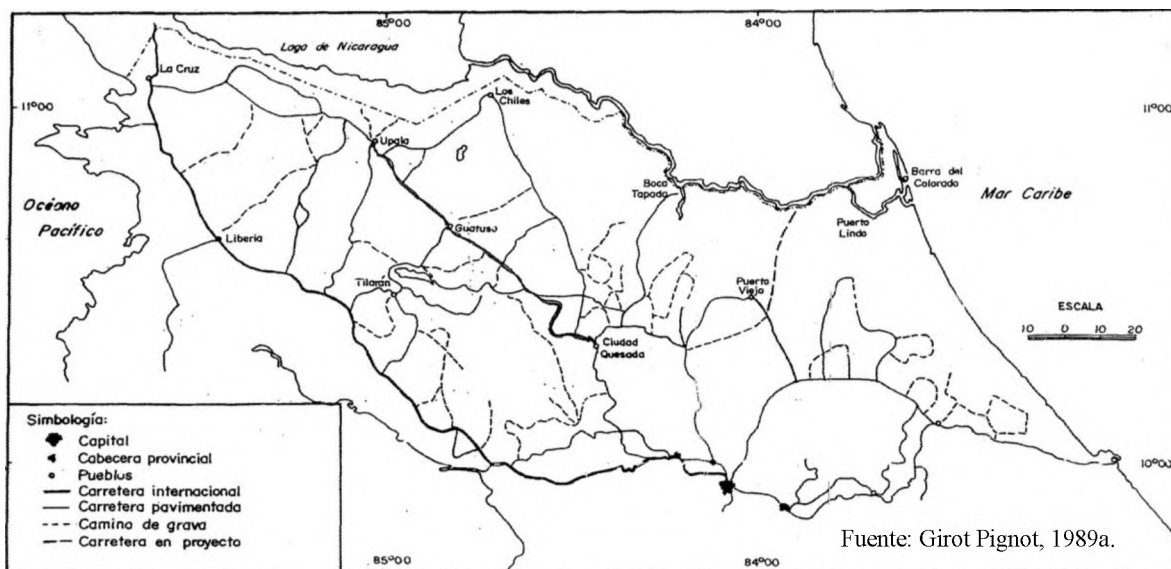 85°00
84°00
Lago de Nicaragua
La Cruz
11°00
Los
Chiles
11°00
Upala
Boca
Tapada
Barra del
Colorado
Mar Caribe
Océano
Pacífico
Puerto
Lindo
Guatuso
Liberia
Tilarán
Puerto
Viejo
ESCALA
10 0 10 20
Ciudad
Quesada
Simbología:
Capital
Cabecera provincial
Pueblos
Carretera internacional
Carretera pavimentada
Camino de grava
Carretera en proyecto
10°00
10°00
Fuente: Girot Pignot, 1989a.
85°00
84°00